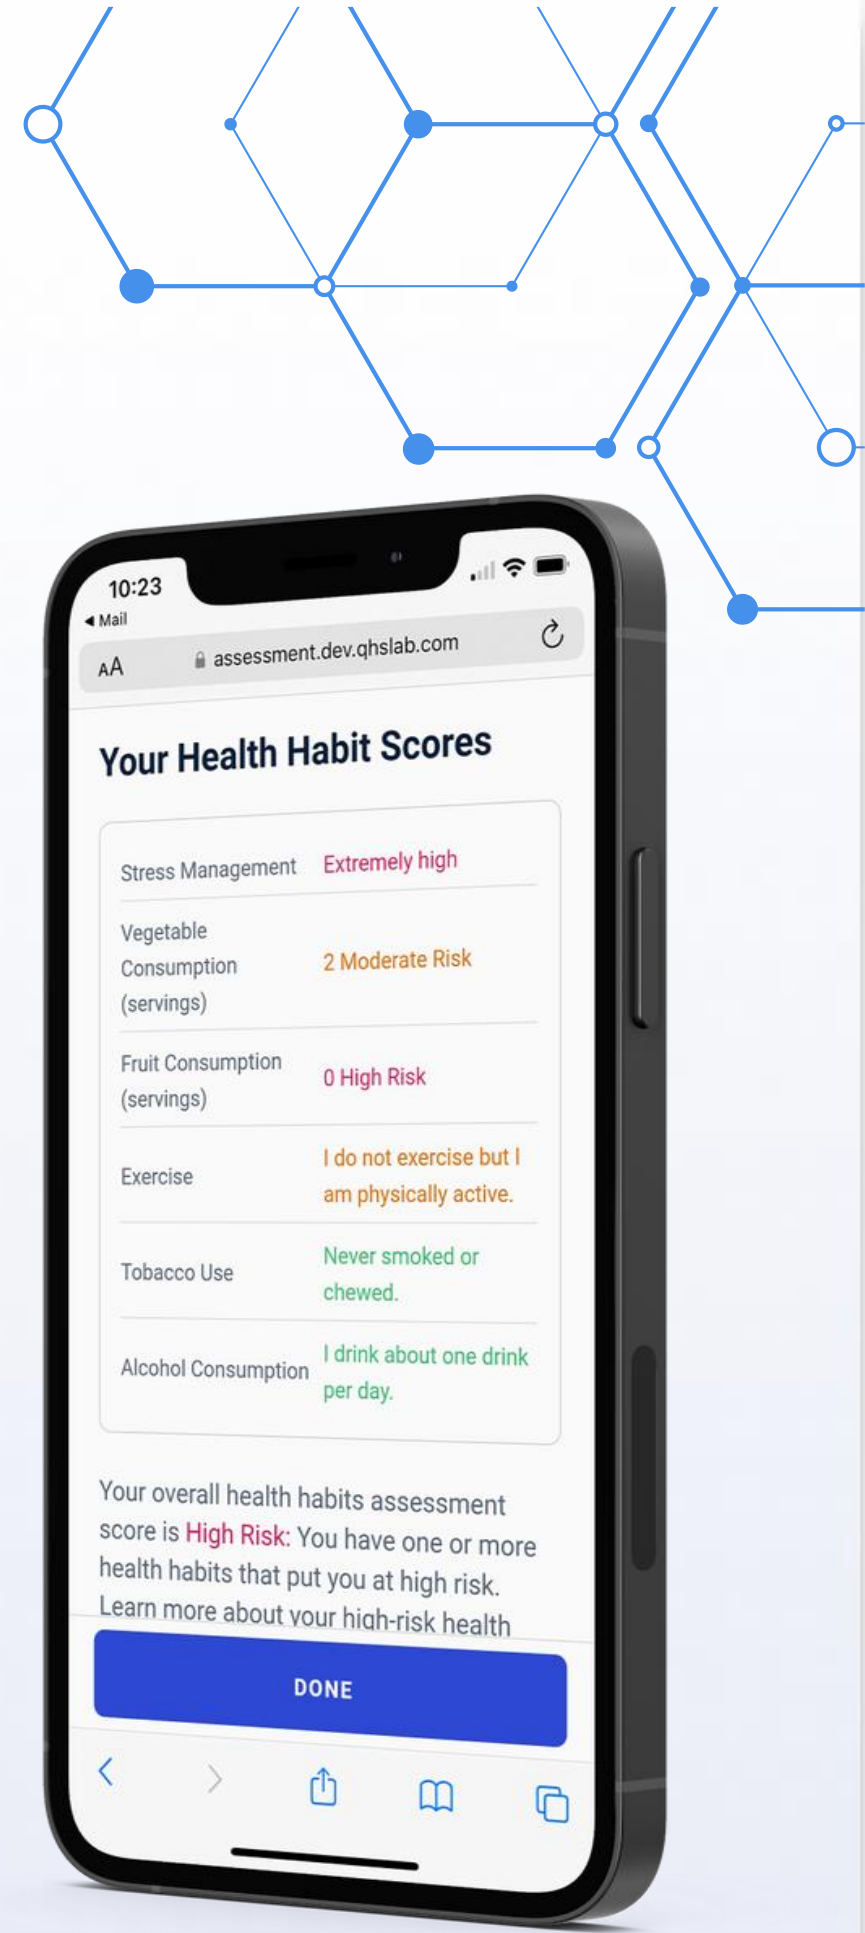 10:23
◀ Mail
AA assessment.dev.qhslab.com
Your Health Habit Scores
Stress Management Extremely high
Vegetable
Consumption
(servings)
2 Moderate Risk
Fruit Consumption
(servings)
0 High Risk
Exercise
I do not exercise but I
am physically active.
Tobacco Use
Never smoked or
chewed.
Alcohol Consumption
I drink about one drink
per day.
Your overall health habits assessment
score is High Risk: You have one or more
health habits that put you at high risk.
Learn more about your high-risk health
DONE